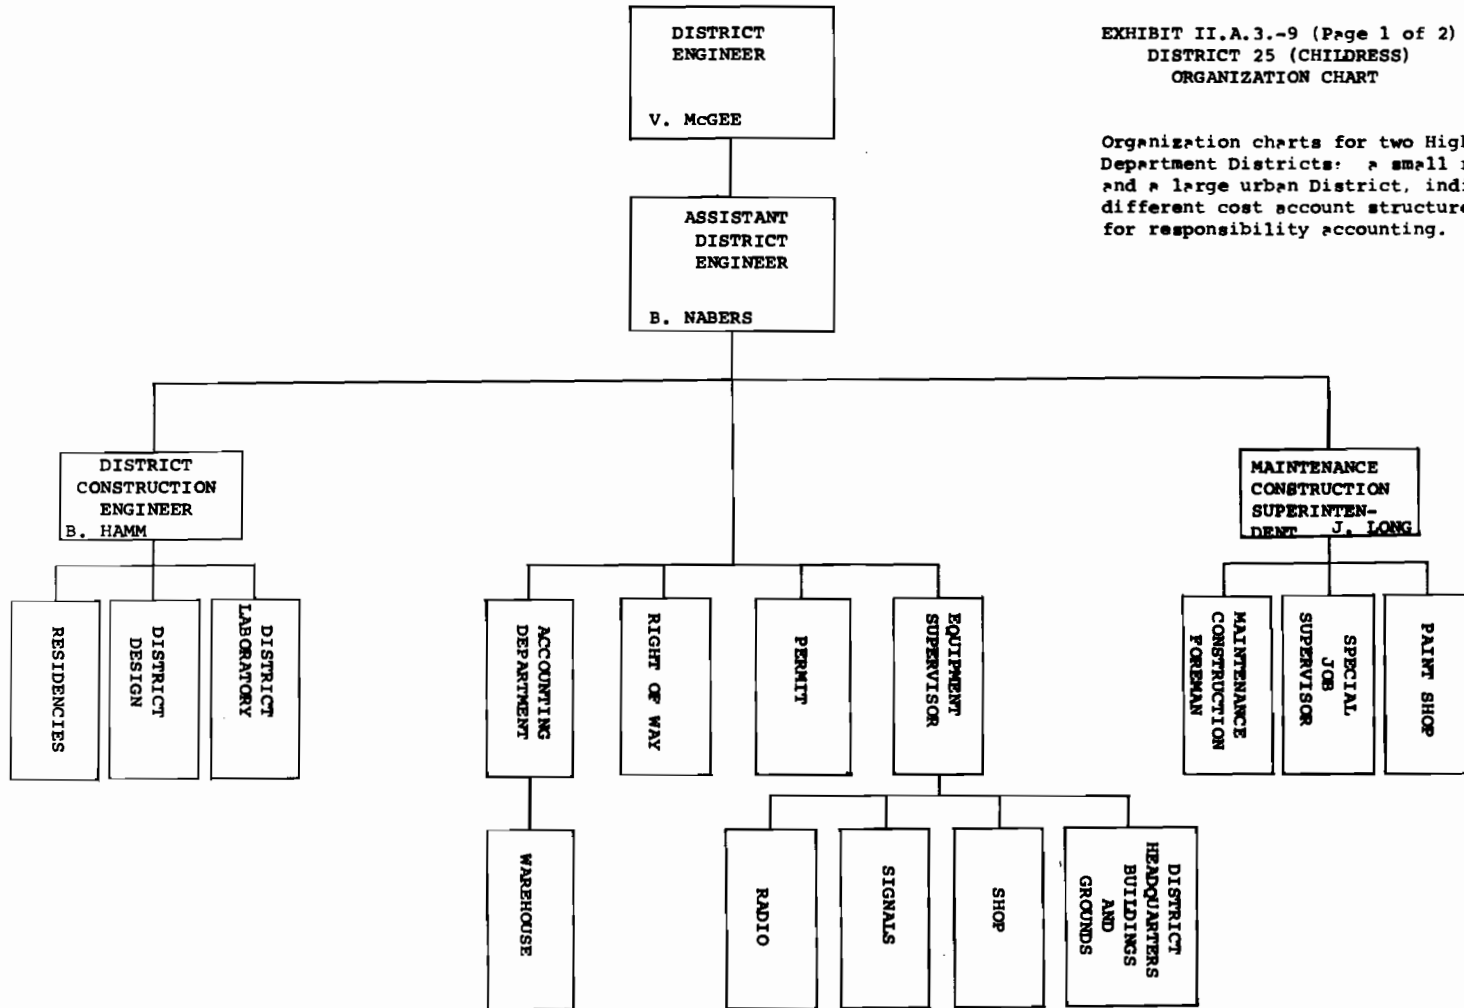 EXHIBIT II.A.3.-9 (Page 1 of 2)
DISTRICT 25 (CHILDRESS)
ORGANIZATION CHART
Organization charts for two
Department Districts: a small
and a large urban District,
different cost account
for responsibility accounting.
DISTRICT
ENGINEER
V. McGEE
ASSISTANT
DISTRICT
ENGINEER
B. NABERS
DISTRICT
CONSTRUCTION
ENGINEER
B. HAMM
MAINTENANCE
CONSTRUCTION
SUPERINTEN-
DENT J. LONG
RESIDENCIES
DISTRICT
DESIGN
DISTRICT
LABORATORY
ACCOUNTING
DEPARTMENT
RIGHT OF WAY
PERMIT
EQUIPMENT
SUPERVISOR
MAINTENANCE
CONSTRUCTION
FOREMAN
SPECIAL
JOB
SUPERVISOR
PAINT SHOP
WAREHOUSE
RADIO
SIGNALS
SHOP
DISTRICT
HEADQUARTERS
BUILDINGS
AND
GROUNDS